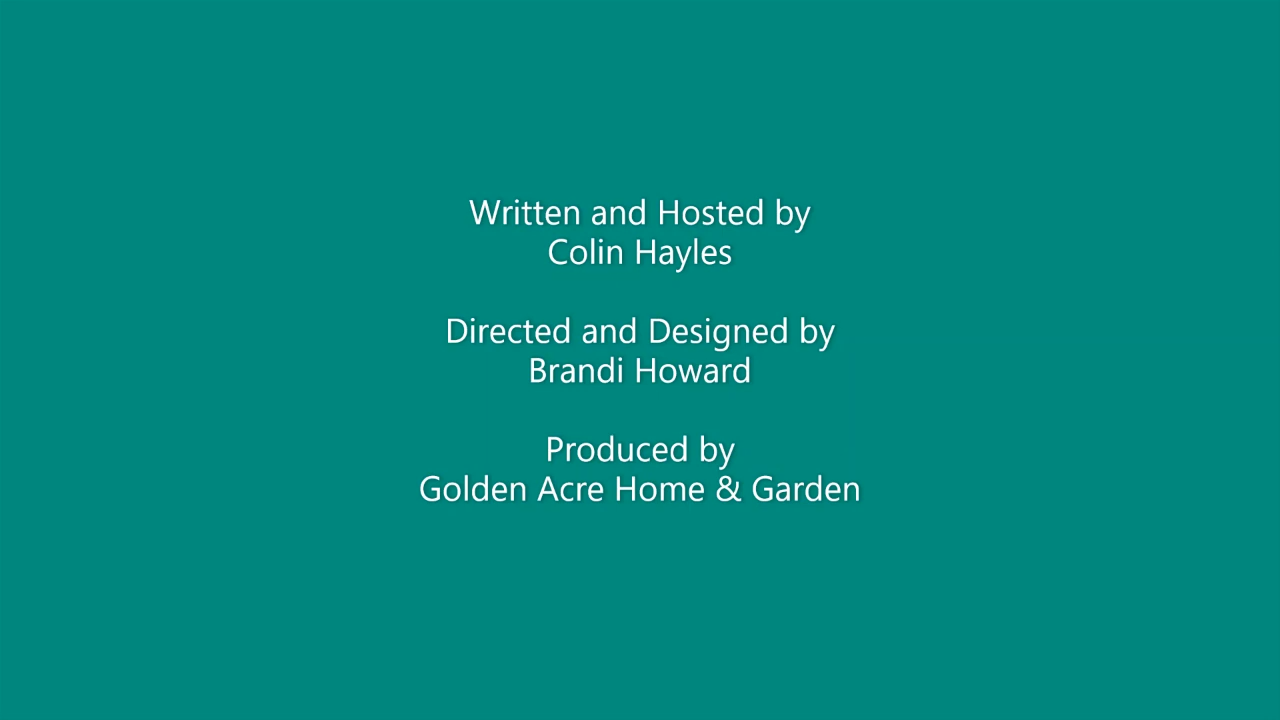 Written and Hosted by
Colin Hayles
Directed and Designed by
Brandi Howard
Produced by
Golden Acre Home & Garden